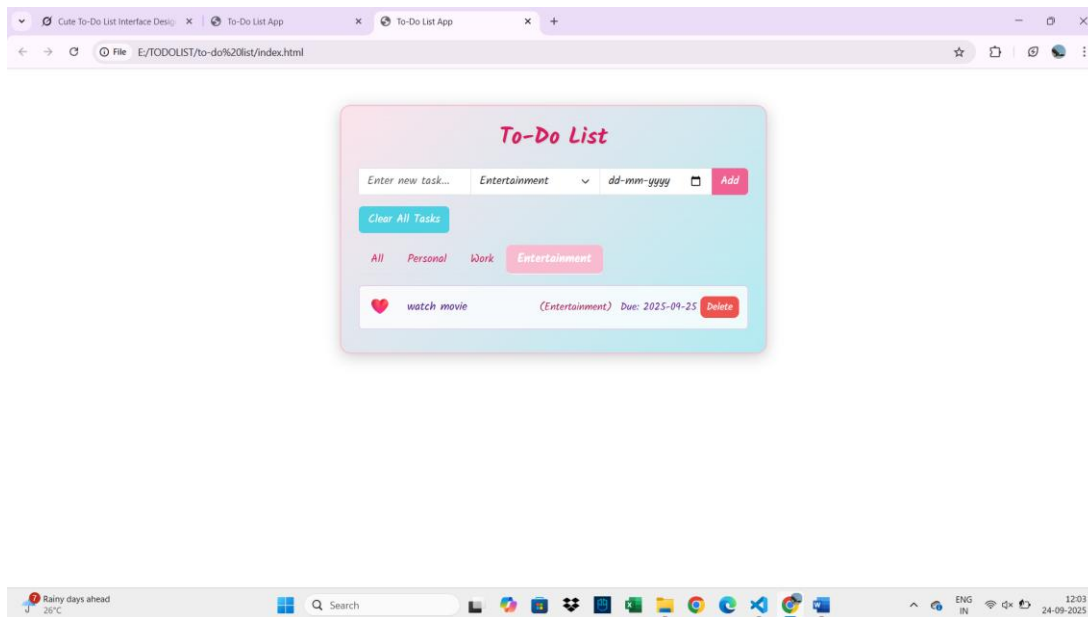 Cute To-Do List Interface Desig
To-Do List App
To-Do List App
File E:/TODOLIST/to-do%20list/index.html
To-Do List
Enter new task... Entertainment dd-mm-yyyy Add
Clear All Tasks
All Personal Work Entertainment
watch movie (Entertainment) Due: 2025-09-25 Delete
7 Rainy days ahead
26°C
Search
ENG
IN
12:03
24-09-2025